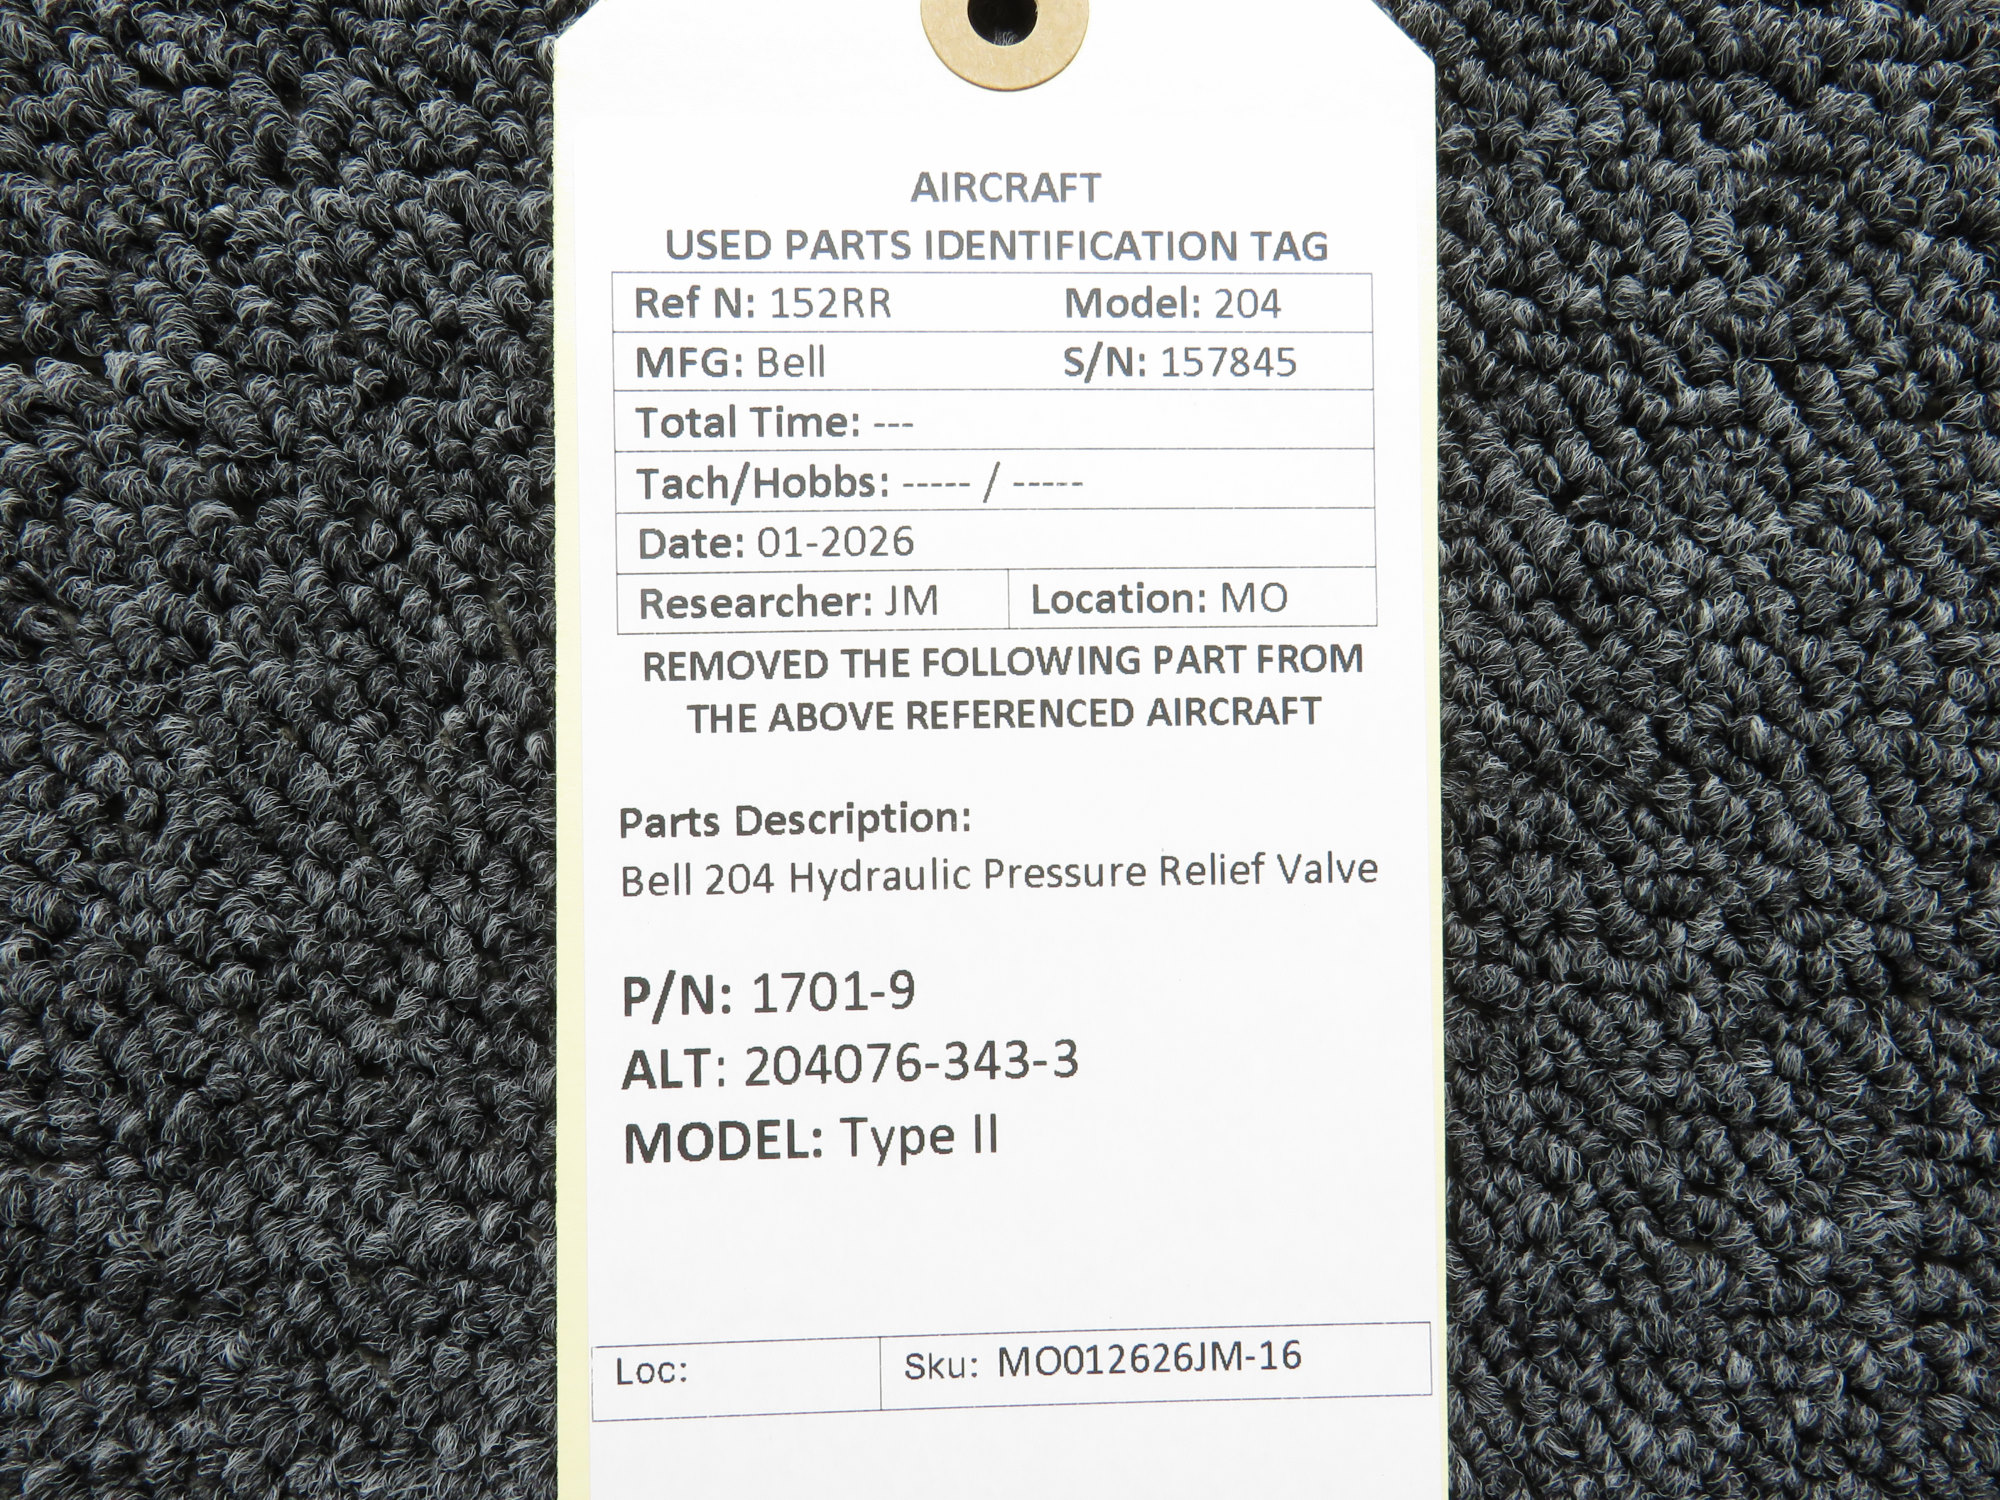 AIRCRAFT
USED PARTS IDENTIFICATION TAG
Ref N: 152RR Model: 204
MFG: Bell S/N: 157845
Total Time: ---
Tach/Hobbs: ----- / -----
Date: 01-2026
Researcher: JM Location: MO
REMOVED THE FOLLOWING PART FROM
THE ABOVE REFERENCED AIRCRAFT
Parts Description:
Bell 204 Hydraulic Pressure Relief Valve
P/N: 1701-9
ALT: 204076-343-3
MODEL: Type II
Loc: Sku: MO012626JM-16